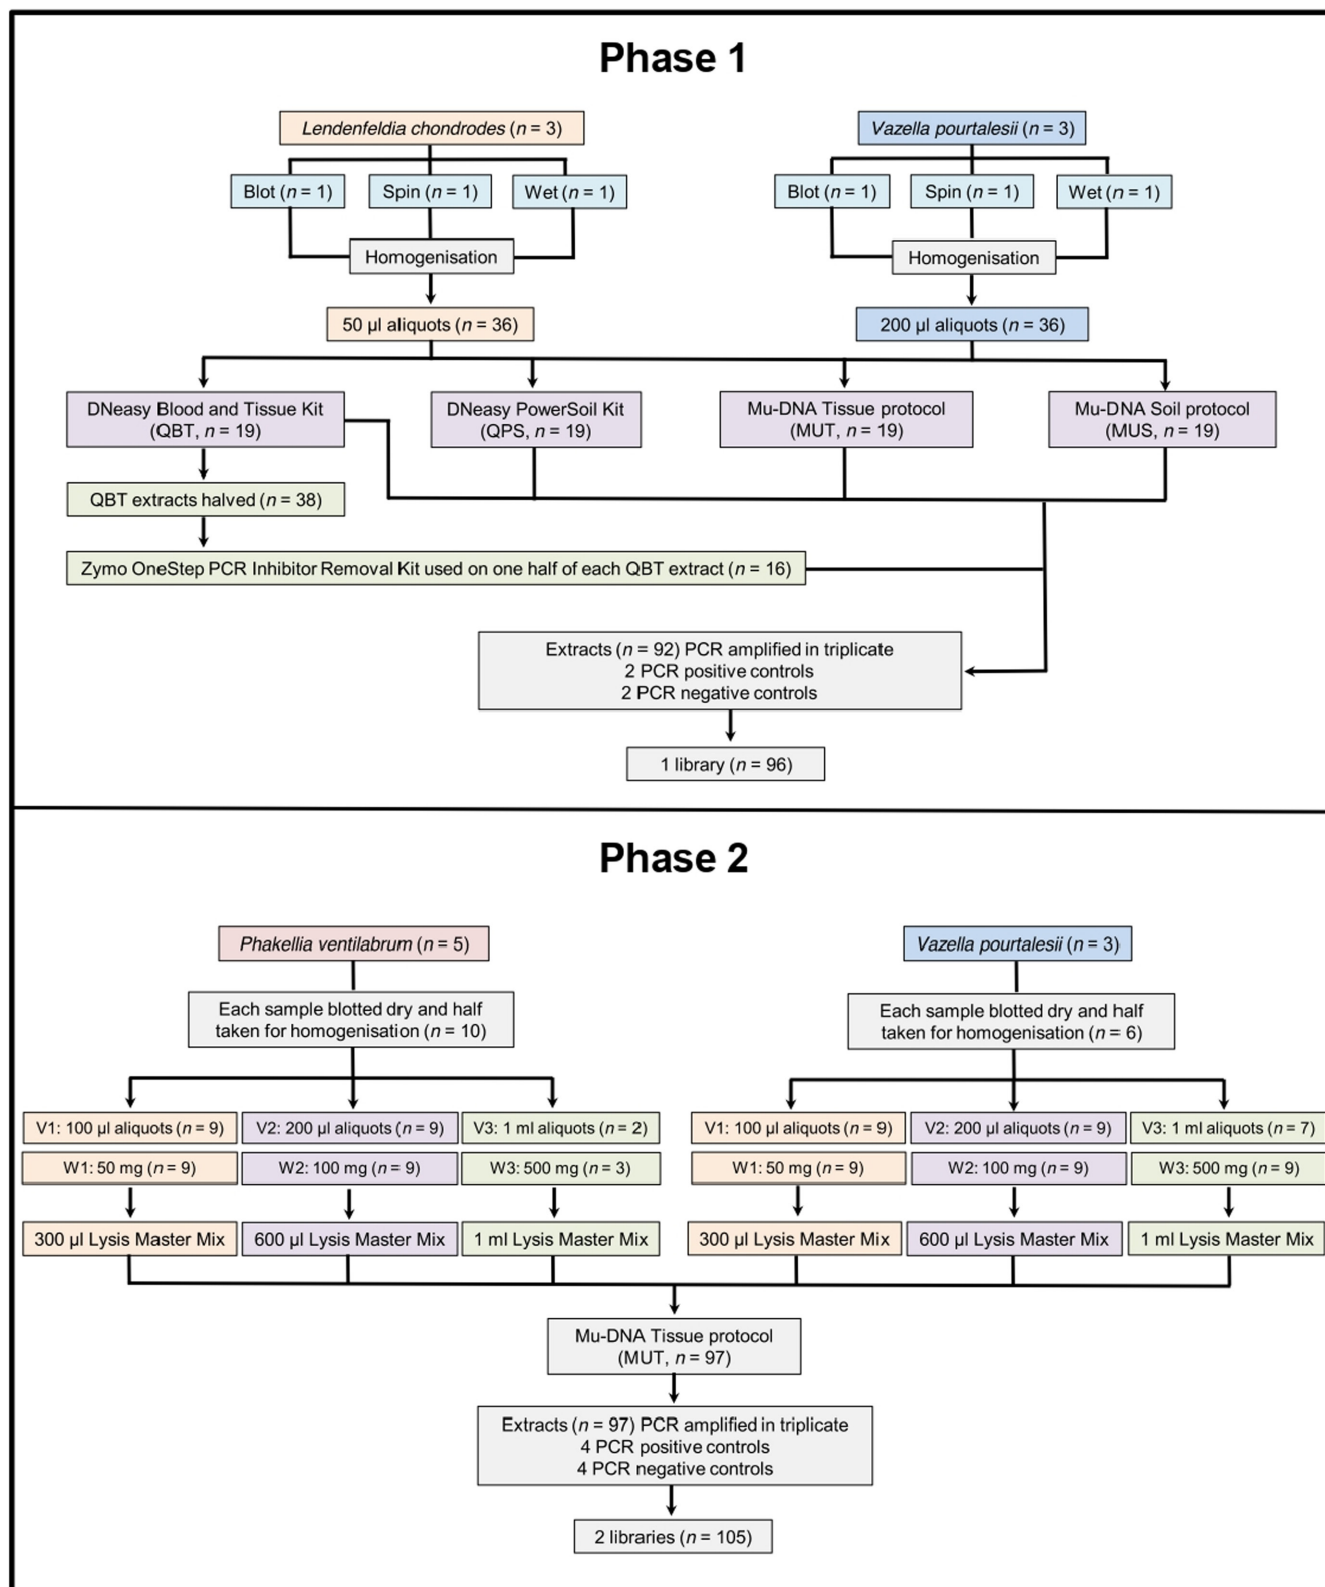 Phase 1
Lendenfeldia chondrodes (n = 3)
Vazella pourtalesii (n = 3)
Blot (n = 1)
Spin (n = 1)
Wet (n = 1)
Blot (n = 1)
Spin (n = 1)
Wet (n = 1)
Homogenisation
Homogenisation
50 µl aliquots (n = 36)
200 µl aliquots (n = 36)
DNeasy Blood and Tissue Kit
(QBT, n = 19)
DNeasy PowerSoil Kit
(QPS, n = 19)
Mu-DNA Tissue protocol
(MUT, n = 19)
Mu-DNA Soil protocol
(MUS, n = 19)
QBT extracts halved (n = 38)
Zymo OneStep PCR Inhibitor Removal Kit used on one half of each QBT extract (n = 16)
Extracts (n = 92) PCR amplified in triplicate
2 PCR positive controls
2 PCR negative controls
1 library (n = 96)
Phase 2
Phakellia ventilabrum (n = 5)
Vazella pourtalesii (n = 3)
Each sample blotted dry and half
taken for homogenisation (n = 10)
Each sample blotted dry and half
taken for homogenisation (n = 6)
V1: 100 µl aliquots (n = 9)
V2: 200 µl aliquots (n = 9)
V3: 1 ml aliquots (n = 2)
V1: 100 µl aliquots (n = 9)
V2: 200 µl aliquots (n = 9)
V3: 1 ml aliquots (n = 7)
W1: 50 mg (n = 9)
W2: 100 mg (n = 9)
W3: 500 mg (n = 3)
W1: 50 mg (n = 9)
W2: 100 mg (n = 9)
W3: 500 mg (n = 9)
300 µl Lysis Master Mix
600 µl Lysis Master Mix
1 ml Lysis Master Mix
300 µl Lysis Master Mix
600 µl Lysis Master Mix
1 ml Lysis Master Mix
Mu-DNA Tissue protocol
(MUT, n = 97)
Extracts (n = 97) PCR amplified in triplicate
4 PCR positive controls
4 PCR negative controls
2 libraries (n = 105)